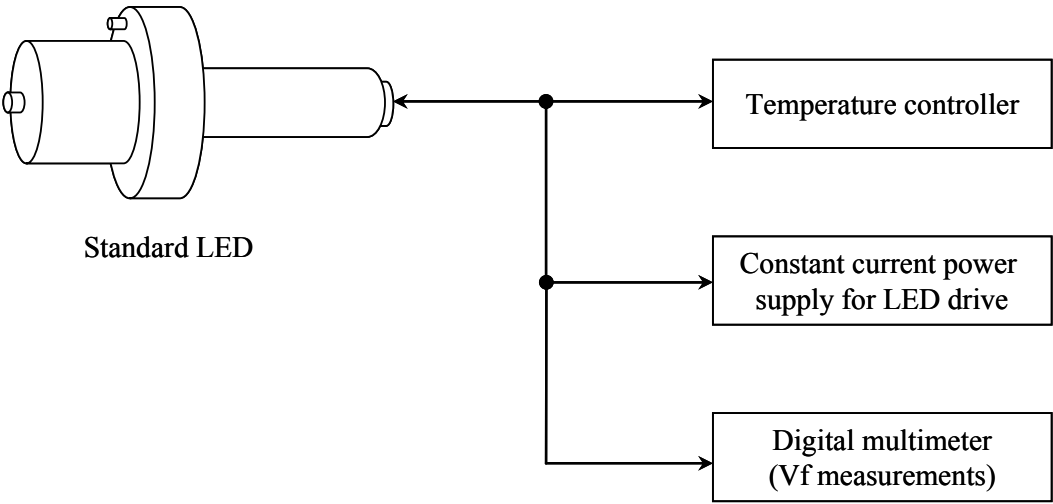 Temperature controller
Standard LED
Constant current power
supply for LED drive
Digital multimeter
(Vf measurements)